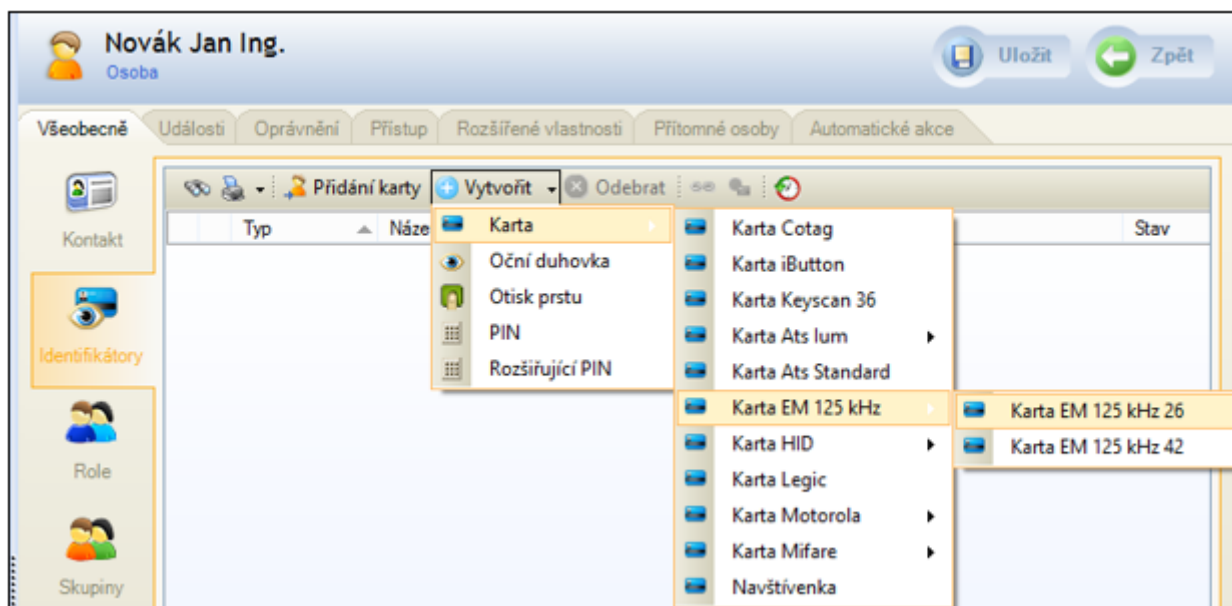 Novák Jan Ing.
Osoba
Uložit
Zpět
Všeobecně Události Oprávnění Přístup Rozšířené vlastnosti Přítomné osoby Automatické akce
Přidání karty Vytvořit Odebrat
Kontakt
Identifikátory
Role
Skupiny
Typ Náze Stav
Karta
Oční duhovka
Otisk prstu
PIN
Rozšiřující PIN
Karta Cotag
Karta iButton
Karta Keyscan 36
Karta Ats lum
Karta Ats Standard
Karta EM 125 kHz
Karta HID
Karta Legic
Karta Motorola
Karta Mifare
Navštívenka
Karta EM 125 kHz 26
Karta EM 125 kHz 42